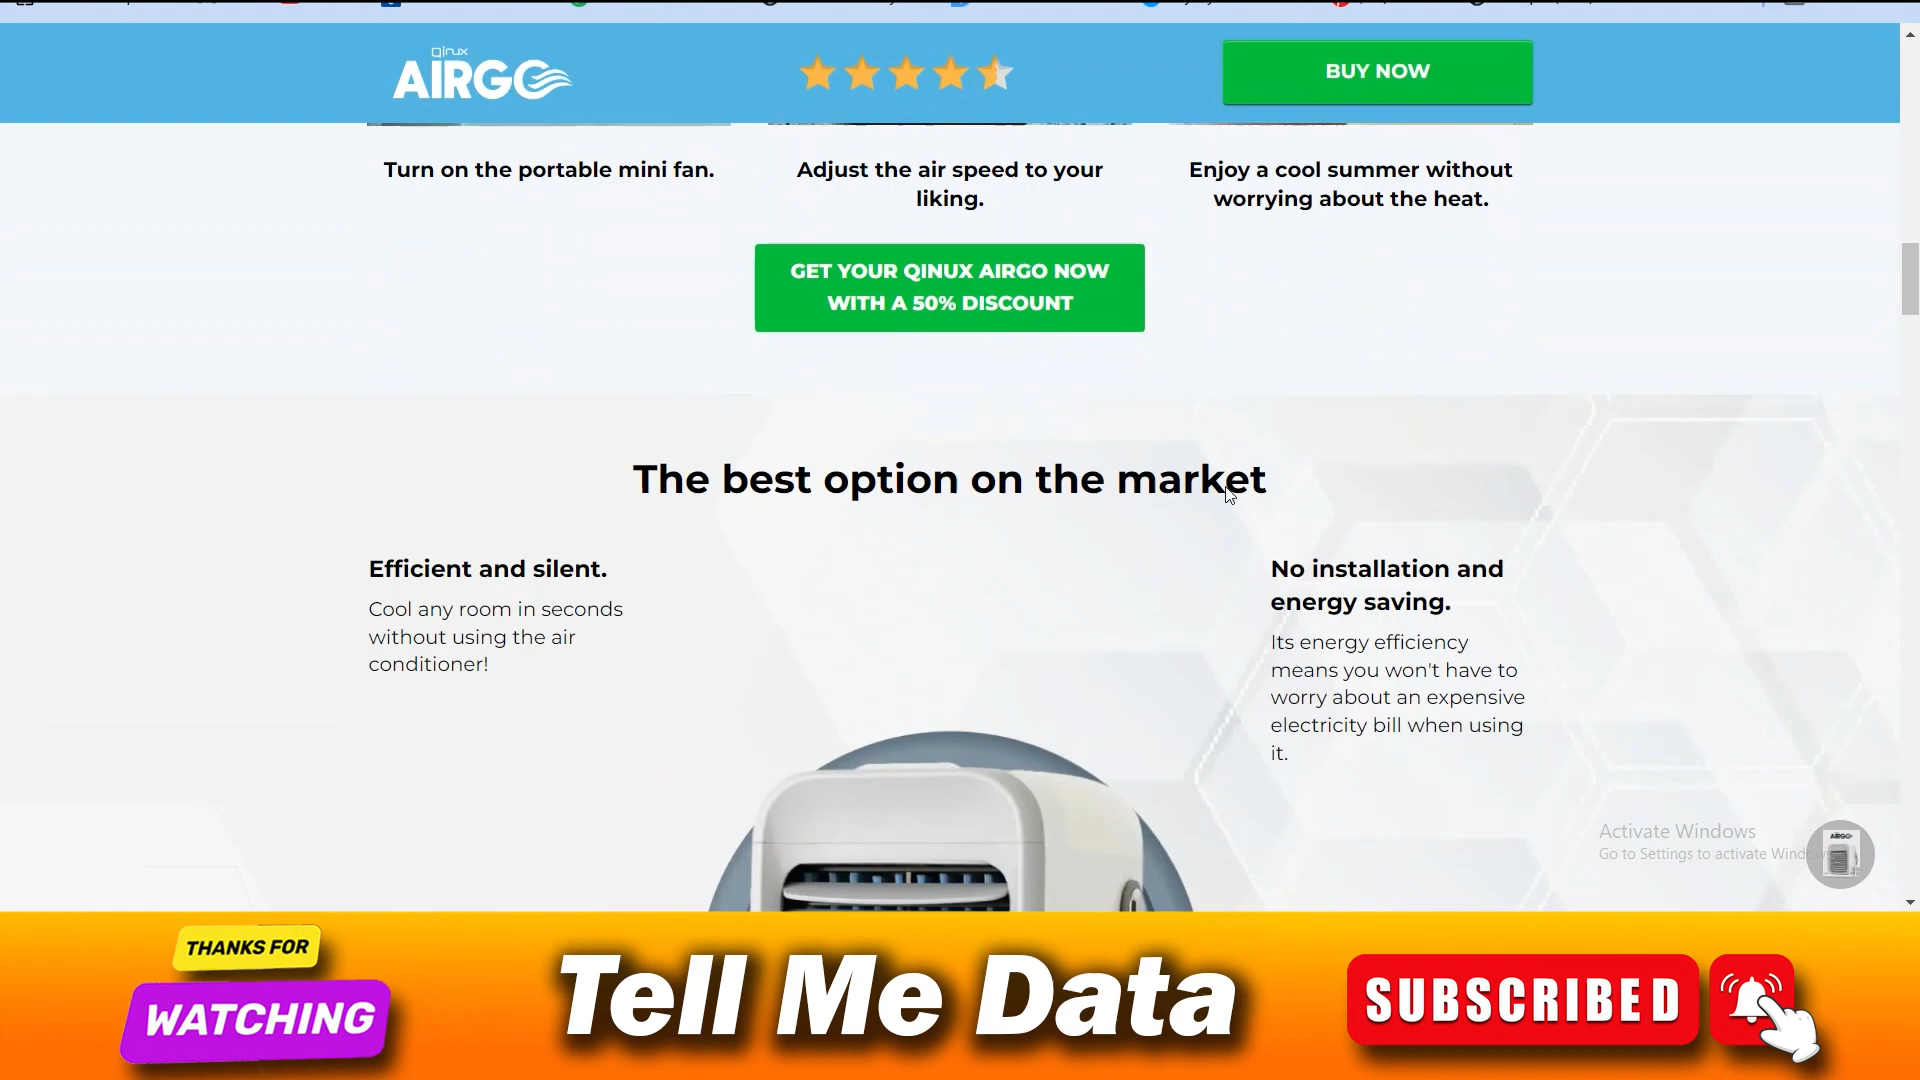 qinux
AIRGO
BUY NOW
Turn on the portable mini fan.
Adjust the air speed to your
liking.
Enjoy a cool summer without
worrying about the heat.
GET YOUR QINUX AIRGO NOW
WITH A 50% DISCOUNT
The best option on the market
Efficient and silent.
Cool any room in seconds
without using the air
conditioner!
No installation and
energy saving.
Its energy efficiency
means you won't have to
worry about an expensive
electricity bill when using
it.
Activate Windows
Go to Settings to activate Windows
AIRGO
THANKS FOR
WATCHING
Tell Me Data
SUBSCRIBED